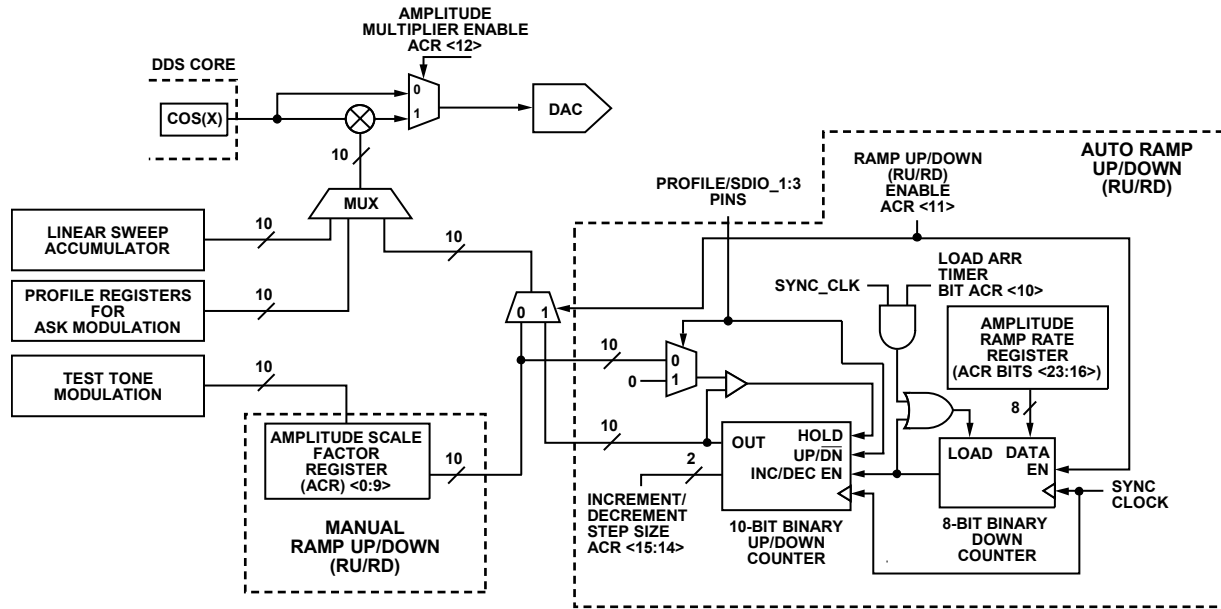 AMPLITUDE
MULTIPLIER ENABLE
ACR <12>
DDS CORE
COS(X)
0
1
DAC
10
MUX
LINEAR SWEEP
ACCUMULATOR
10
PROFILE REGISTERS
FOR
ASK MODULATION
10
TEST TONE
MODULATION
10
10
0 1
AMPLITUDE SCALE
FACTOR
REGISTER
(ACR) <0:9>
10
MANUAL
RAMP UP/DOWN
(RU/RD)
AUTO RAMP
UP/DOWN
(RU/RD)
RAMP UP/DOWN
(RU/RD)
ENABLE
ACR <11>
PROFILE/SDIO_1:3
PINS
SYNC_CLK
LOAD ARR
TIMER
BIT ACR <10>
AMPLITUDE
RAMP RATE
REGISTER
(ACR BITS <23:16>)
8
10
0
0
1
10
OUT
HOLD
UP/DN
INC/DEC EN
2
INCREMENT/
DECREMENT
STEP SIZE
ACR <15:14>
10-BIT BINARY
UP/DOWN
COUNTER
LOAD DATA
EN
8-BIT BINARY
DOWN
COUNTER
SYNC
CLOCK